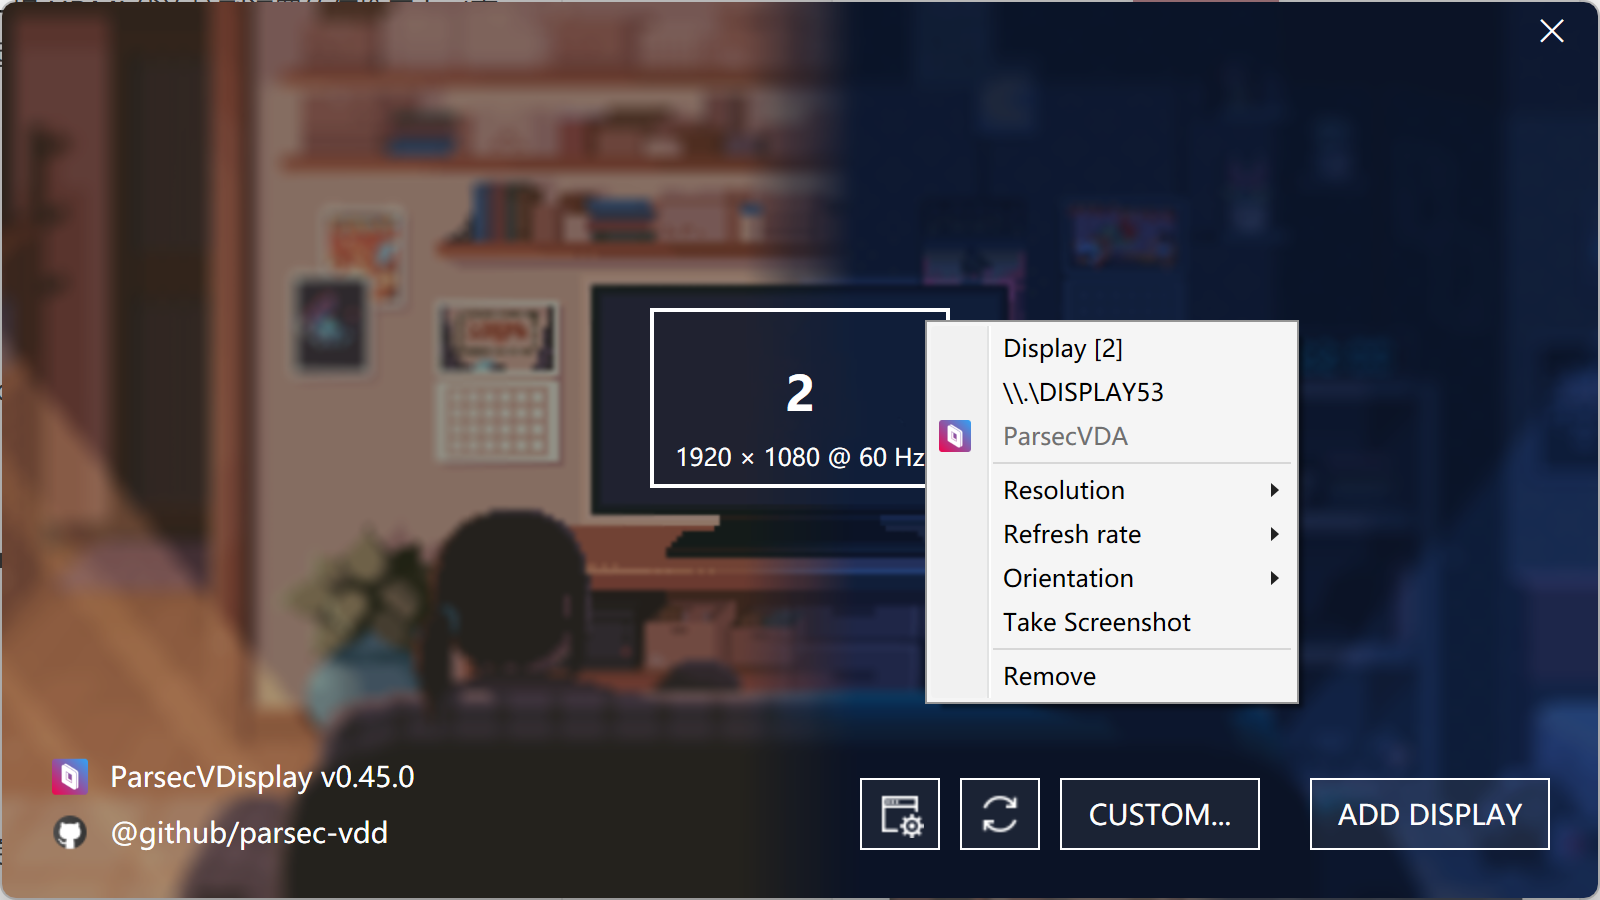 2
1920 × 1080 @ 60 Hz
Display [2]
\\.\DISPLAY53
ParsecVDA
Resolution
Refresh rate
Orientation
Take Screenshot
Remove
ParsecVDisplay v0.45.0
@github/parsec-vdd
CUSTOM...
ADD DISPLAY